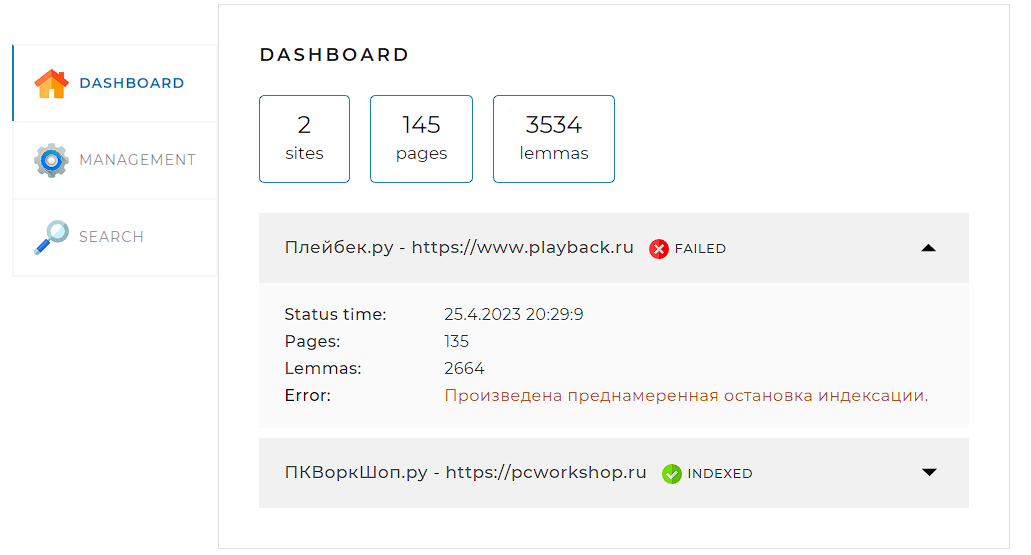 DASHBOARD
MANAGEMENT
SEARCH
DASHBOARD
2
sites
145
pages
3534
lemmas
Плейбек.ру - https://www.playback.ru FAILED
Status time: 25.4.2023 20:29:9
Pages: 135
Lemmas: 2664
Error: Произведена преднамеренная остановка индексации.
ПКВоркШоп.ру - https://pcworkshop.ru INDEXED